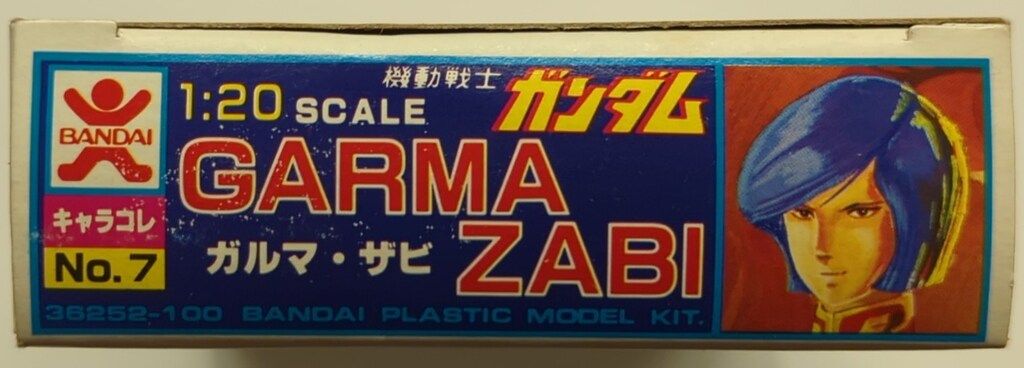 BANDAI
キャラコレ
No.7
機動戦士 ガンダム
1:20 SCALE
GARMA
ガルマ・ザビ
ZABI
36252-100 BANDAI PLASTIC MODEL KIT.